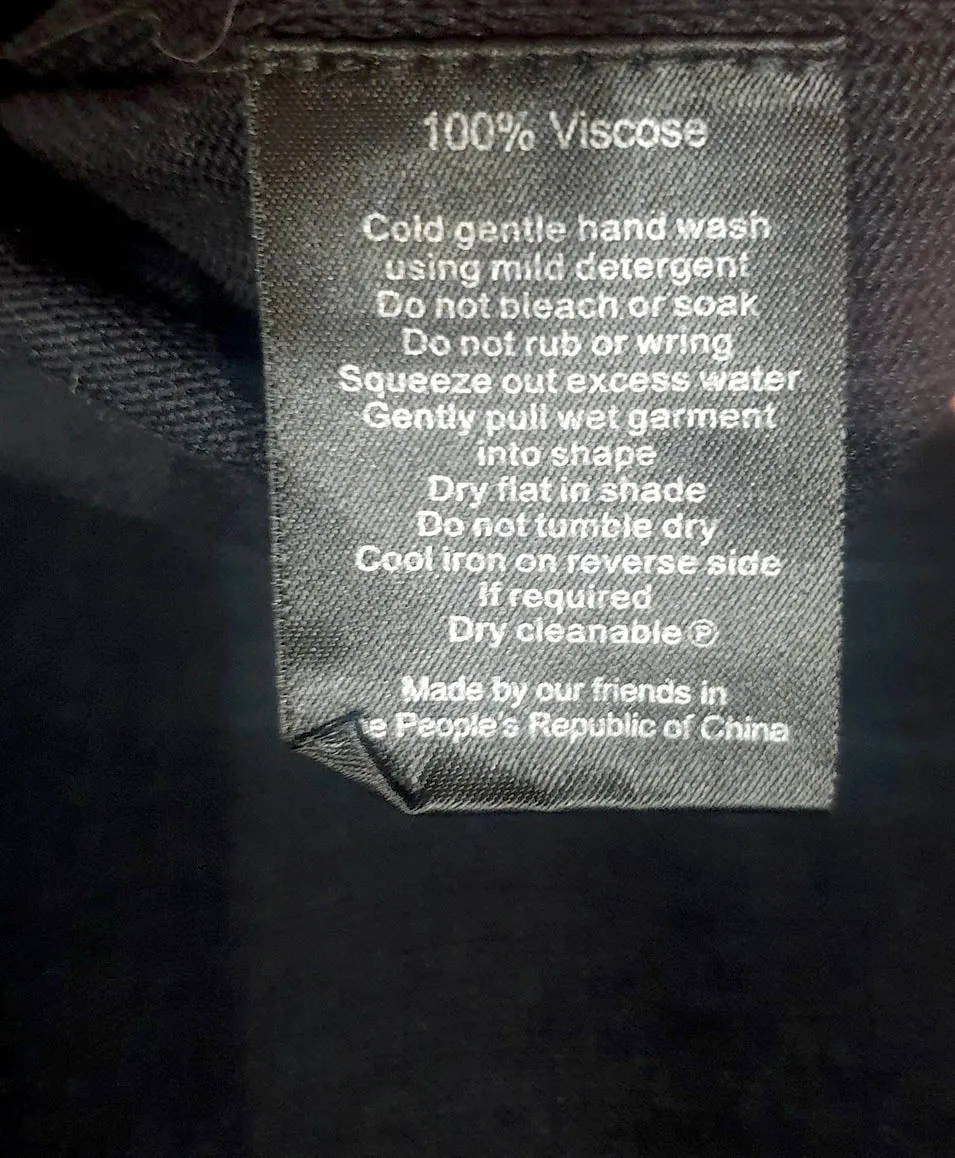 100% Viscose
Cold gentle hand wash
using mild detergent
Do not bleach or soak
Do not rub or wring
Squeeze out excess water
Gently pull wet garment
into shape
Dry flat in shade
Do not tumble dry
Cool iron on reverse side
If required
Dry cleanable Ⓟ
Made by our friends in
People's Republic of China